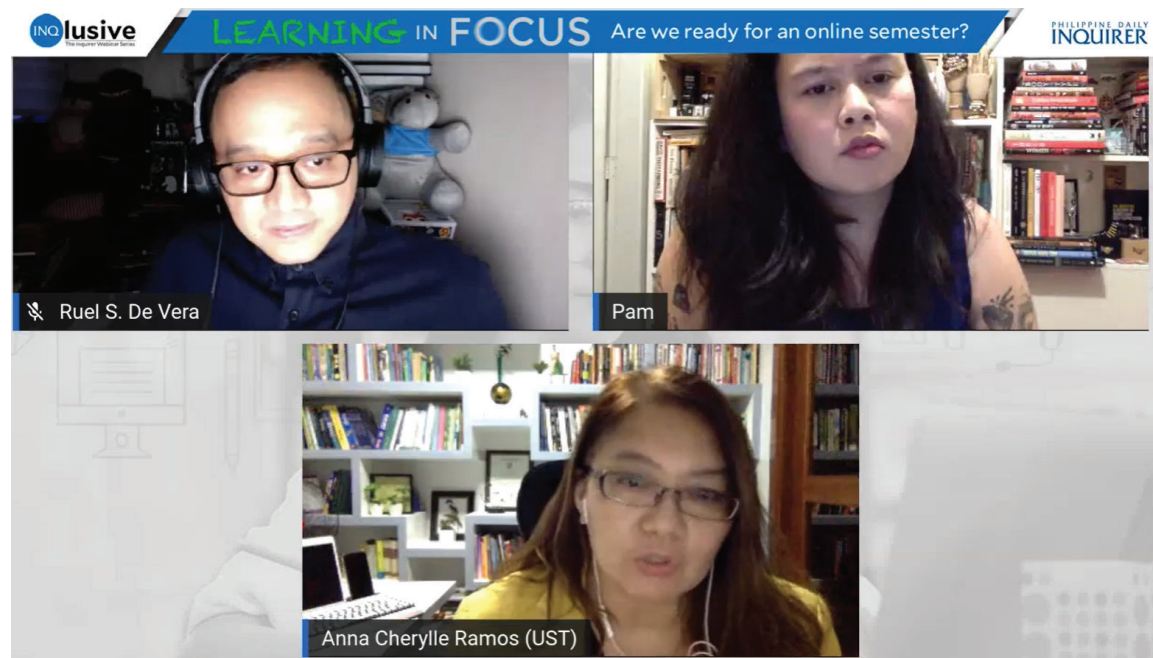 INQlusive
The Inquirer Webinar Series
LEARNING IN FOCUS
Are we ready for an online semester?
PHILIPPINE DAILY
INQUIRER
Ruel S. De Vera
Pam
Anna Cherylle Ramos (UST)